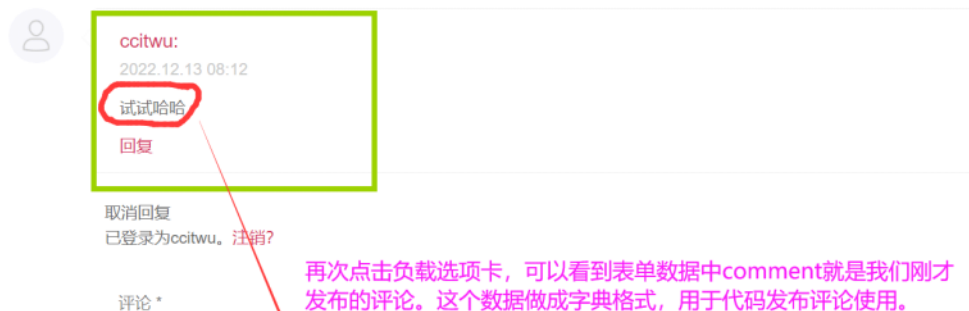 ccitwu:
2022.12.13 08:12
试试哈哈
回复
取消回复
已登录为ccitwu。注销?
再次点击负载选项卡，可以看到表单数据中comment就是我们刚才
发布的评论。这个数据做成字典格式，用于代码发布评论使用。
评论 *